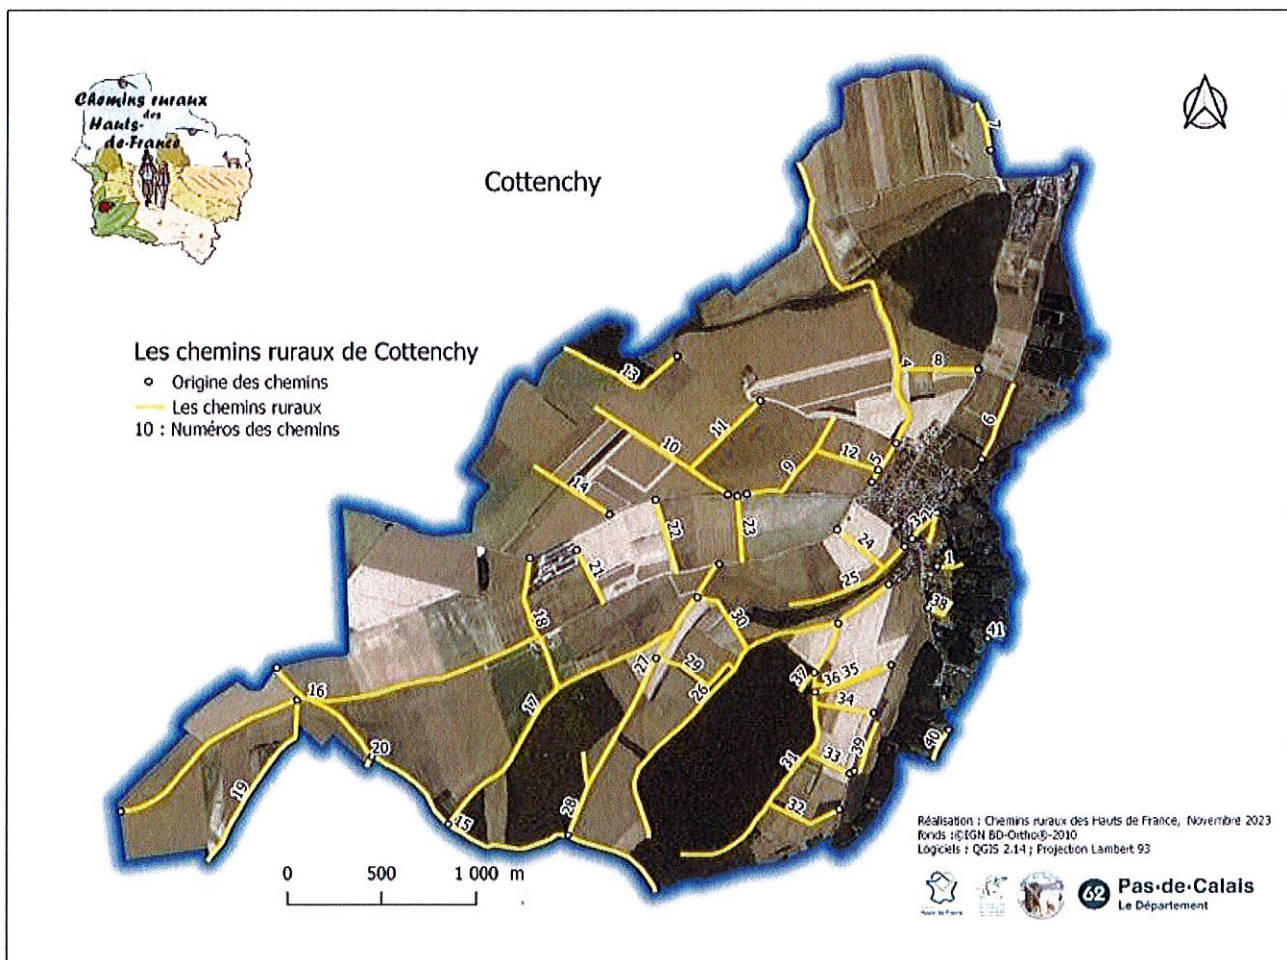 Chemins ruraux
des
Hauts-
de-France
Cottenchy
Les chemins ruraux de Cottenchy
Origine des chemins
Les chemins ruraux
10 : Numéros des chemins
7
4
8
6
13
11
10
12
5
9
14
22
23
3
2
24
1
21
25
38
18
30
41
27
29
35
37
36
26
34
16
17
40
39
33
31
20
19
15
28
32
0 500 1 000 m
Réalisation : Chemins ruraux des Hauts de France, Novembre 2023
fonds :©IGN BD-Ortho®-2010
Logiciels : QGIS 2.14 ; Projection Lambert 93
62 Pas-de-Calais
Le Département